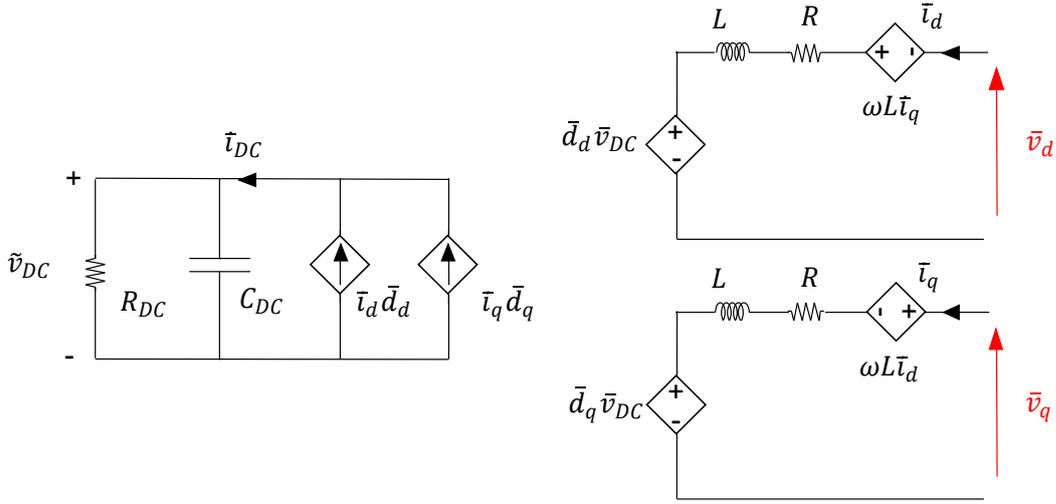 +
ī_DC
ṽ_DC
R_DC
C_DC
ī_d d̄_d
ī_q d̄_q
-
L
R
ī_d
+ -
ωLī_q
d̄_d v̄_DC
+
-
v̄_d
L
R
ī_q
- +
ωLī_d
d̄_q v̄_DC
+
-
v̄_q